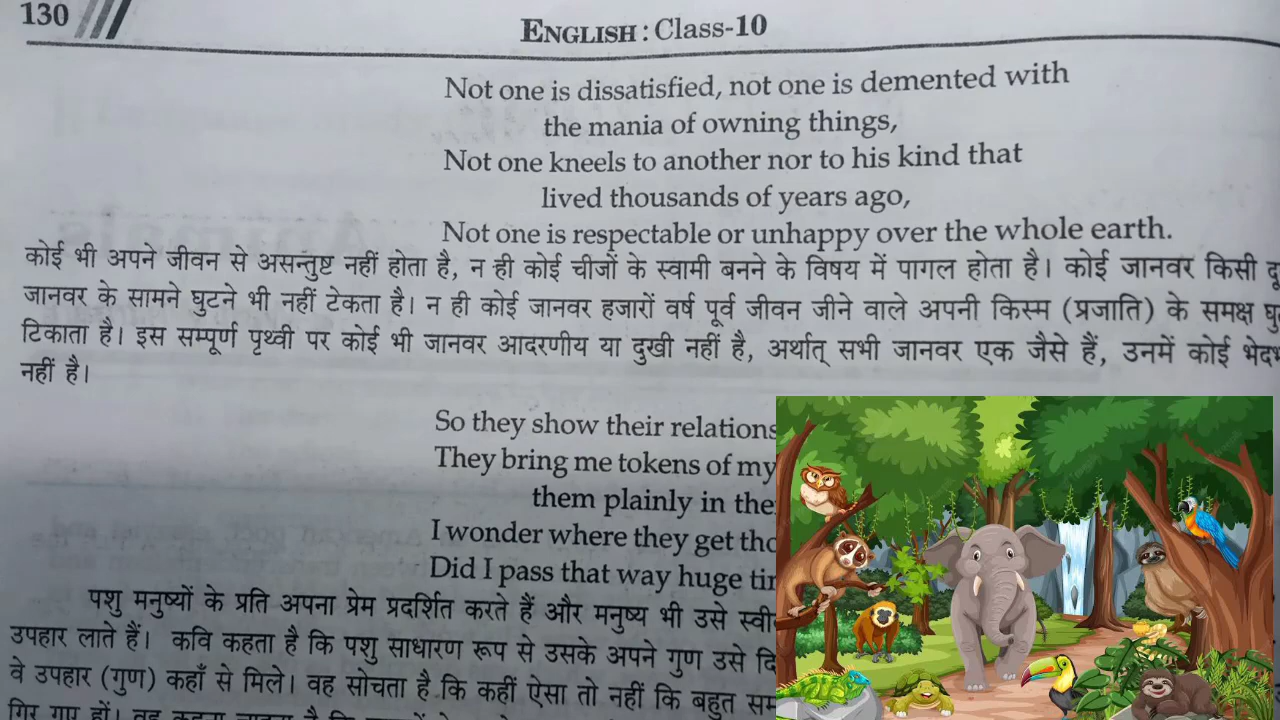 130
ENGLISH : Class-10
Not one is dissatisfied, not one is demented with
the mania of owning things,
Not one kneels to another nor to his kind that
lived thousands of years ago,
Not one is respectable or unhappy over the whole earth.
कोई भी अपने जीवन से असन्तुष्ट नहीं होता है, न ही कोई चीजों के स्वामी बनने के विषय में पागल होता है। कोई जानवर किसी
जानवर के सामने घुटने भी नहीं टेकता है। न ही कोई जानवर हजारों वर्ष पूर्व जीवन जीने वाले अपनी किस्म (प्रजाति) के समक्ष
टिकाता है। इस सम्पूर्ण पृथ्वी पर कोई भी जानवर आदरणीय या दुखी नहीं है, अर्थात् सभी जानवर एक जैसे हैं, उनमें कोई
नहीं है।
So they show their relations
They bring me tokens of my
them plainly in
I wonder where they get
Did I pass that way huge
पशु मनुष्यों के प्रति अपना प्रेम प्रदर्शित करते हैं और मनुष्य भी उसे
उपहार लाते हैं। कवि कहता है कि पशु साधारण रूप से उसके अपने गुण उसे
वे उपहार (गुण) कहाँ से मिले। वह सोचता है कि कहीं ऐसा तो नहीं कि बहुत